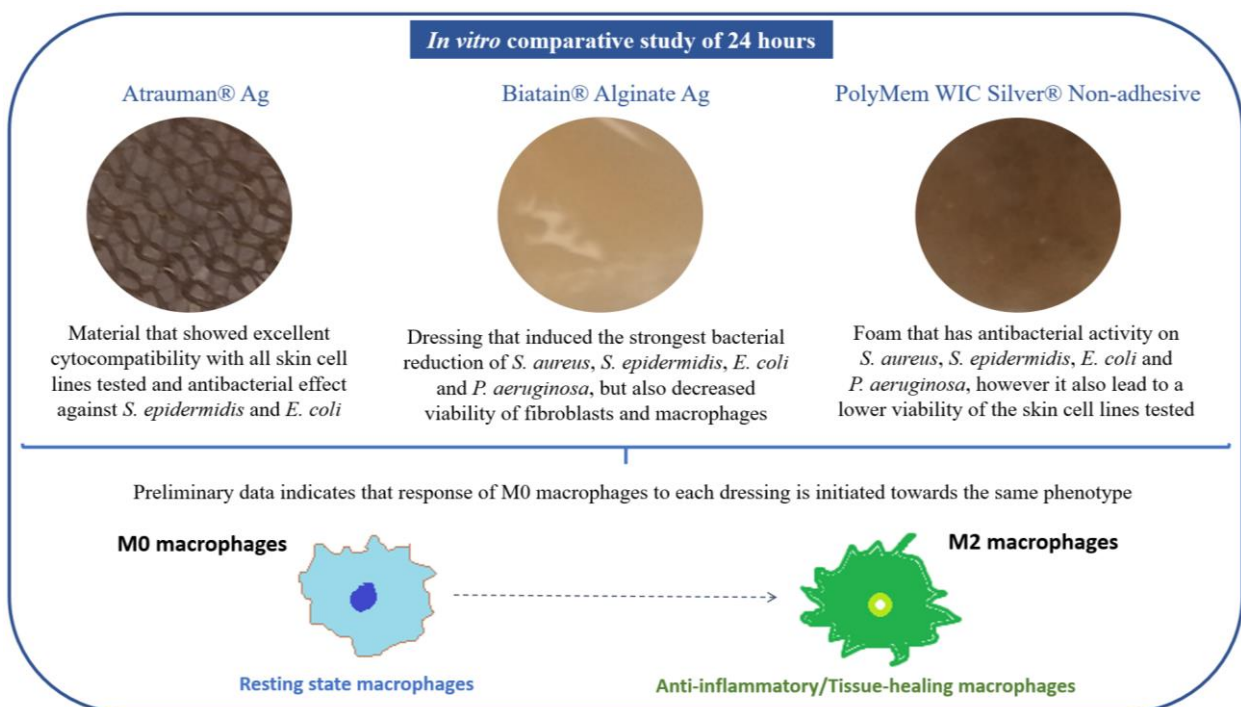 In vitro comparative study of 24 hours
Atrauman® Ag
Biatain® Alginate Ag
PolyMem WIC Silver® Non-adhesive
Material that showed excellent
cytocompatibility with all skin cell
lines tested and antibacterial effect
against S. epidermidis and E. coli
Dressing that induced the strongest bacterial
reduction of S. aureus, S. epidermidis, E. coli
and P. aeruginosa, but also decreased
viability of fibroblasts and macrophages
Foam that has antibacterial activity on
S. aureus, S. epidermidis, E. coli and
P. aeruginosa, however it also lead to a
lower viability of the skin cell lines tested
Preliminary data indicates that response of M0 macrophages to each dressing is initiated towards the same phenotype
M0 macrophages
M2 macrophages
Resting state macrophages
Anti-inflammatory/Tissue-healing macrophages